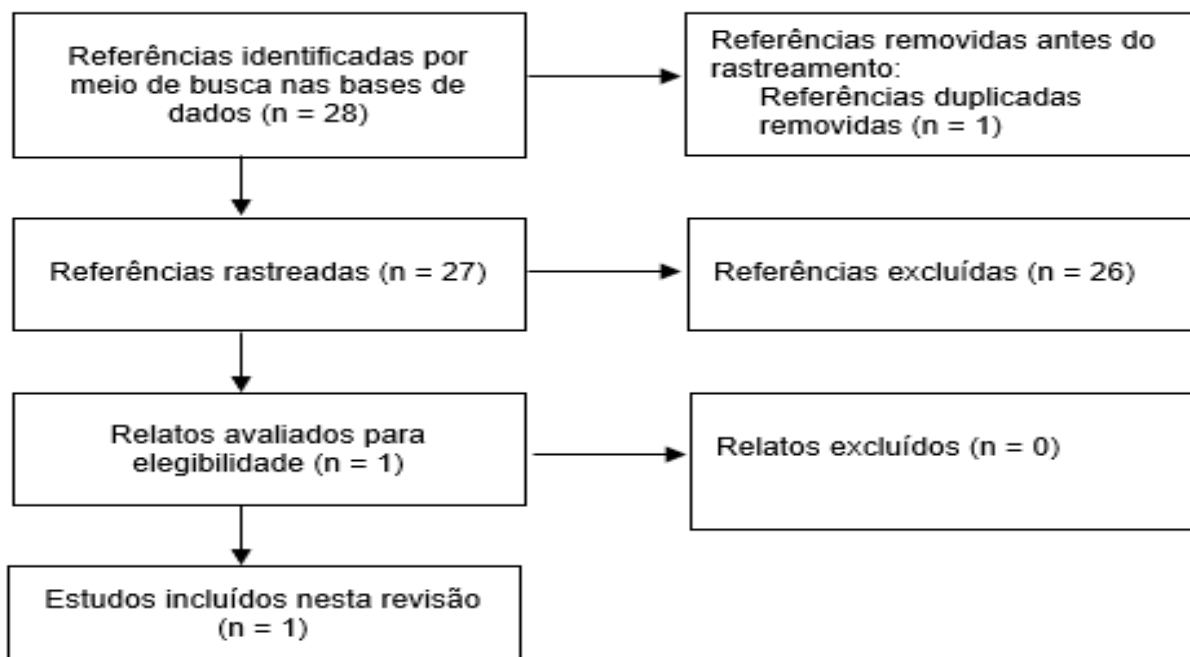 Referências identificadas por
meio de busca nas bases de
dados (n = 28)
Referências removidas antes do
rastreamento:
Referências duplicadas
removidas (n = 1)
Referências rastreadas (n = 27)
Referências excluídas (n = 26)
Relatos avaliados para
elegibilidade (n = 1)
Relatos excluídos (n = 0)
Estudos incluídos nesta revisão
(n = 1)